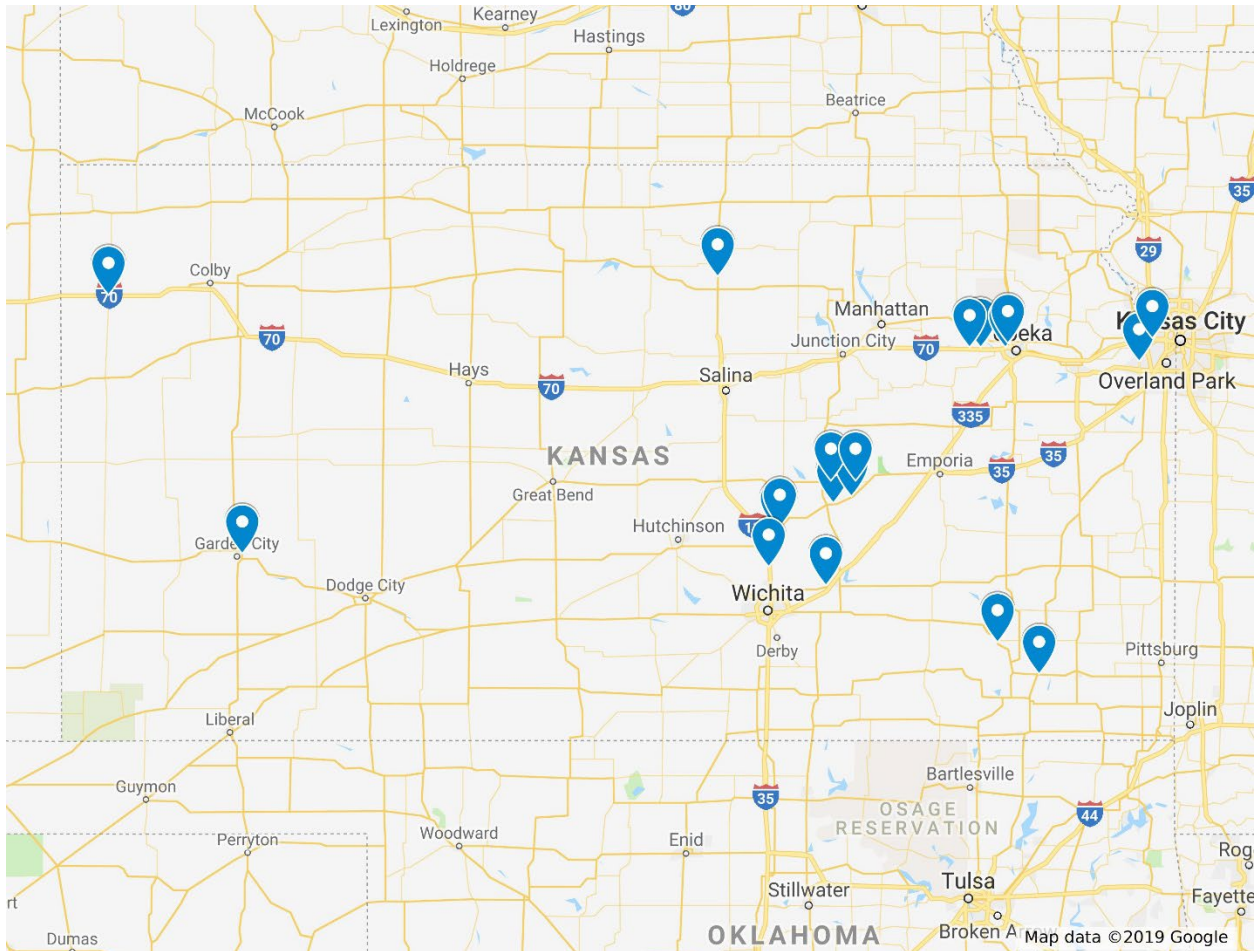 80
Kearney
Lexington
Hastings
Holdrege
Beatrice
McCook
35
29
Colby
70
Manhattan
Kansas City
70
Junction City
70
Overland Park
Hays
70
Salina
335
KANSAS
35
Emporia
35
Great Bend
Hutchinson
Garden City
Dodge City
Wichita
Derby
Pittsburg
Liberal
Joplin
Bartlesville
Guymon
35
OSAGE
RESERVATION
44
Woodward
Perryton
Enid
Tulsa
Stillwater
Dumas
OKLAHOMA
Map data ©2019 Google